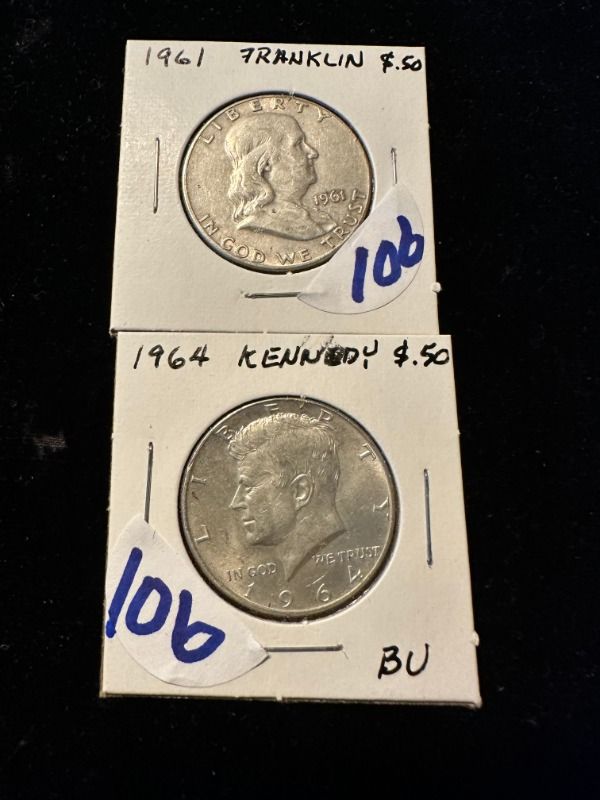 1961 FRANKLIN $.50
LIBERTY
1961
IN GOD WE TRUST
106
1964 KENNEDY $.50
LIBERTY
IN GOD WE TRUST
1964
106
BU